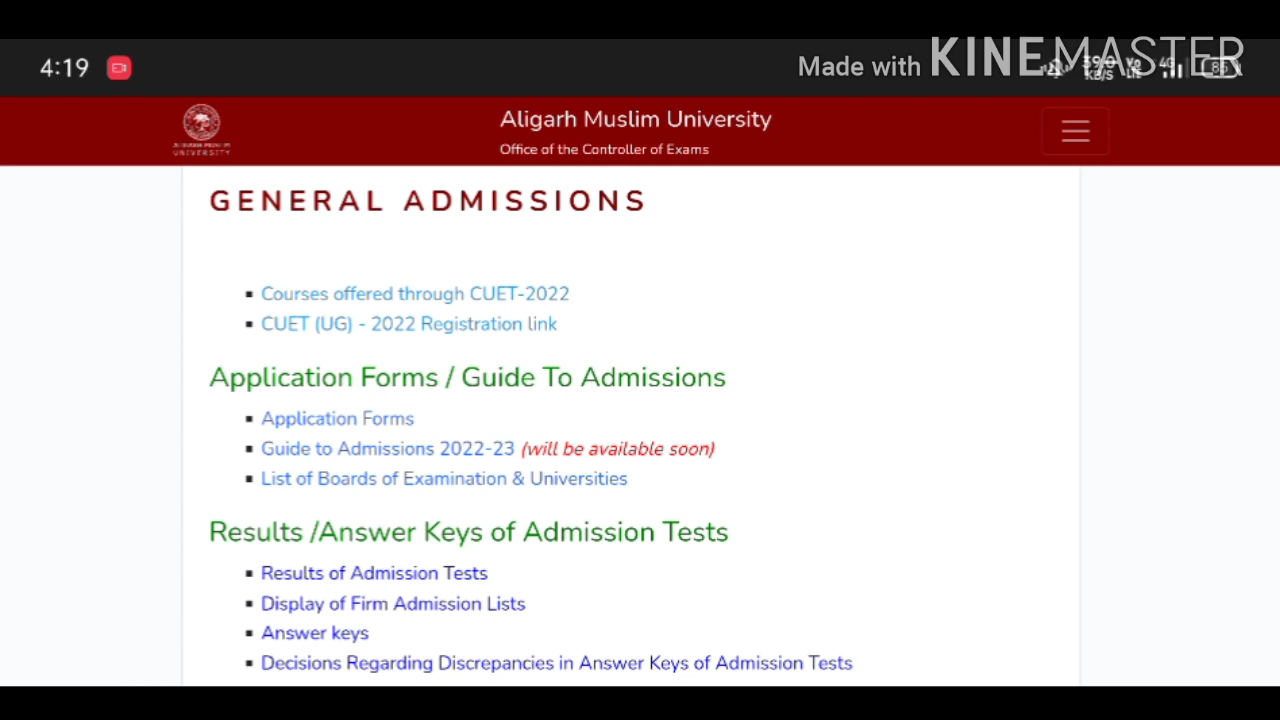 4:19
Made with KINEMASTER
KB/S
4G
Aligarh Muslim University
UNIVERSITY
Office of the Controller of Exams
GENERAL ADMISSIONS
▪ Courses offered through CUET-2022
▪ CUET (UG) - 2022 Registration link
Application Forms / Guide To Admissions
▪ Application Forms
▪ Guide to Admissions 2022-23 (will be available soon)
▪ List of Boards of Examination & Universities
Results /Answer Keys of Admission Tests
▪ Results of Admission Tests
▪ Display of Firm Admission Lists
▪ Answer keys
▪ Decisions Regarding Discrepancies in Answer Keys of Admission Tests